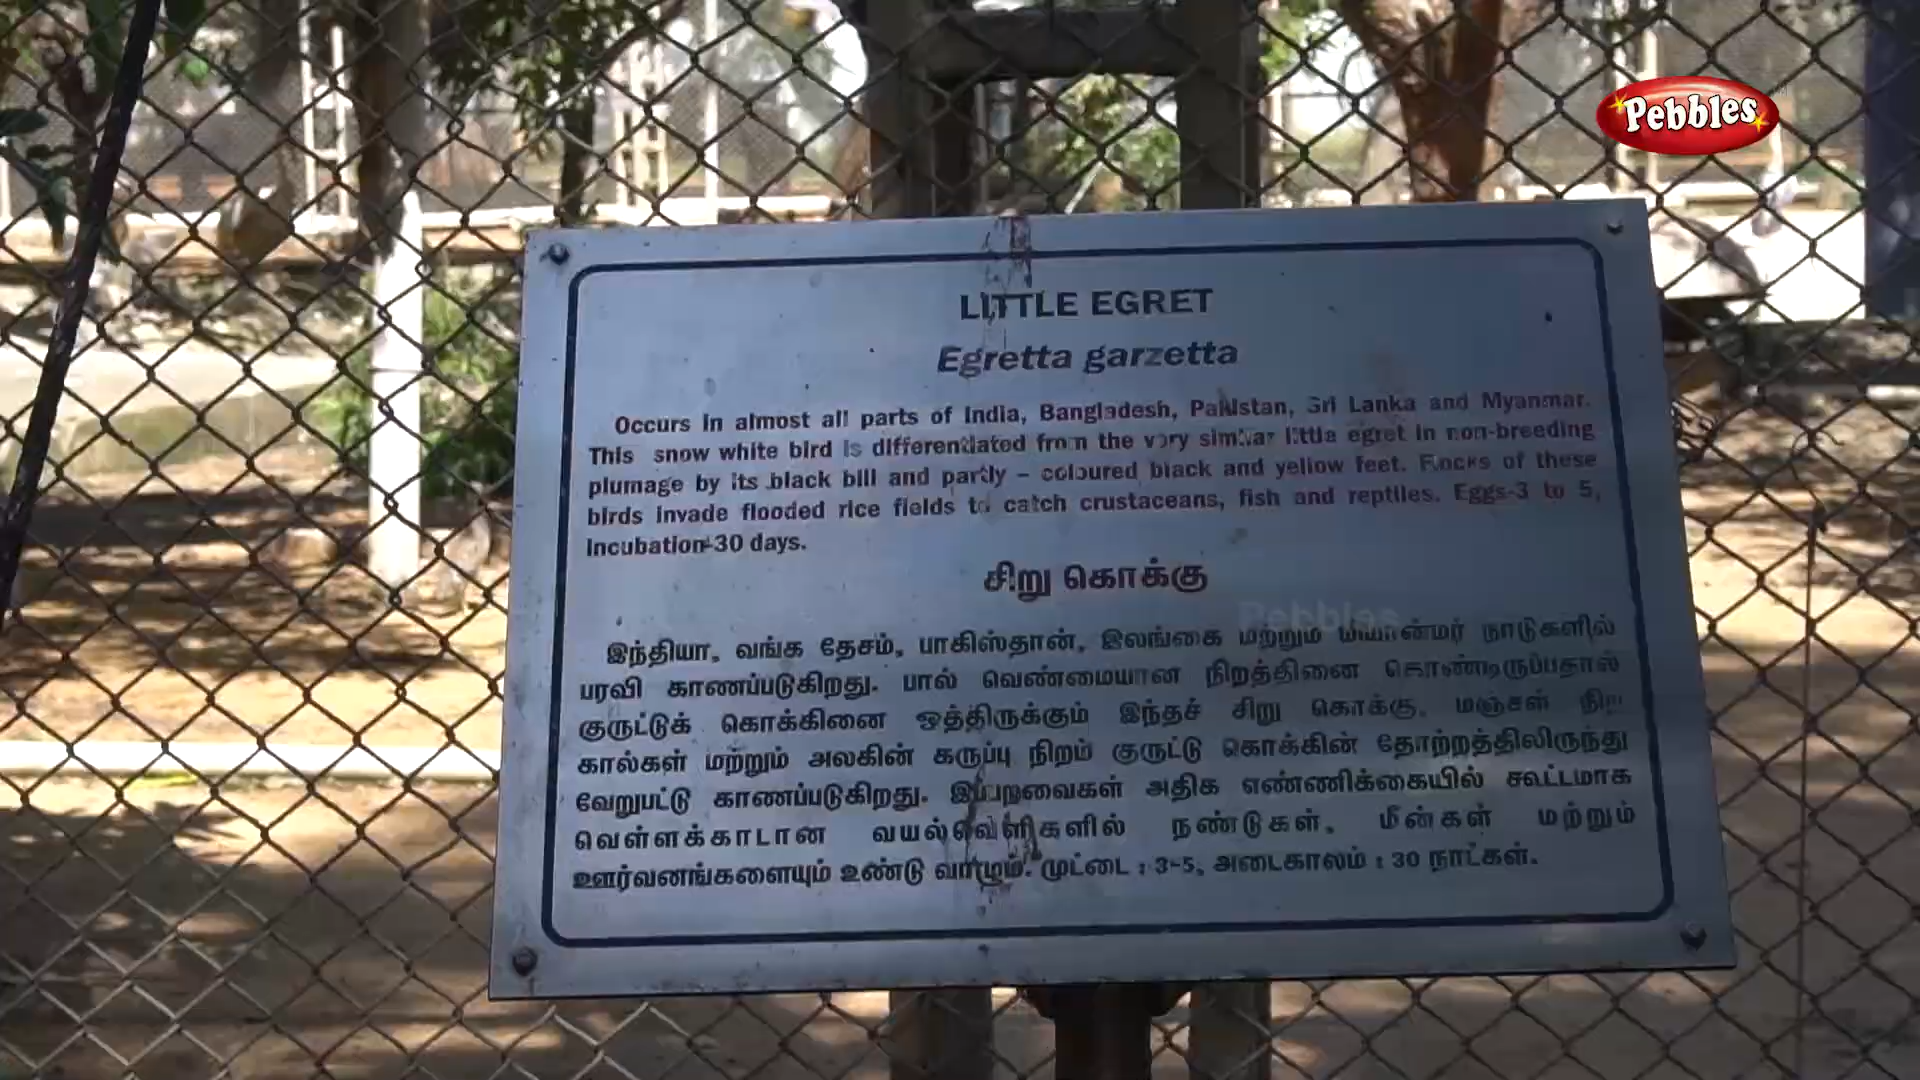 Pebbles
LITTLE EGRET
Egretta garzetta
Occurs in almost all parts of India, Bangladesh, Pakistan, Sri Lanka and Myanmar.
This snow white bird is differentiated from the very similar little egret in non-breeding
plumage by its black bill and partly – coloured black and yellow feet. Flocks of these
birds invade flooded rice fields to catch crustaceans, fish and reptiles. Eggs-3 to 5,
Incubation-30 days.
சிறு கொக்கு
Pebbles
இந்தியா, வங்க தேசம், பாகிஸ்தான், இலங்கை மற்றும் மியான்மர் நாடுகளில்
பரவி காணப்படுகிறது. பால் வெண்மையான நிறத்தினை கொண்டிருப்பதால்
குருட்டுக் கொக்கினை ஒத்திருக்கும் இந்தச் சிறு கொக்கு, மஞ்சள் நிற
கால்கள் மற்றும் அலகின் கருப்பு நிறம் குருட்டு கொக்கின் தோற்றத்திலிருந்து
வேறுபட்டு காணப்படுகிறது. இப்பறவைகள் அதிக எண்ணிக்கையில் கூட்டமாக
வெள்ளக்காடான வயல்வெளிகளில் நண்டுகள், மீன்கள் மற்றும்
ஊர்வனங்களையும் உண்டு வாழும். முட்டை : 3-5, அடைகாலம் : 30 நாட்கள்.